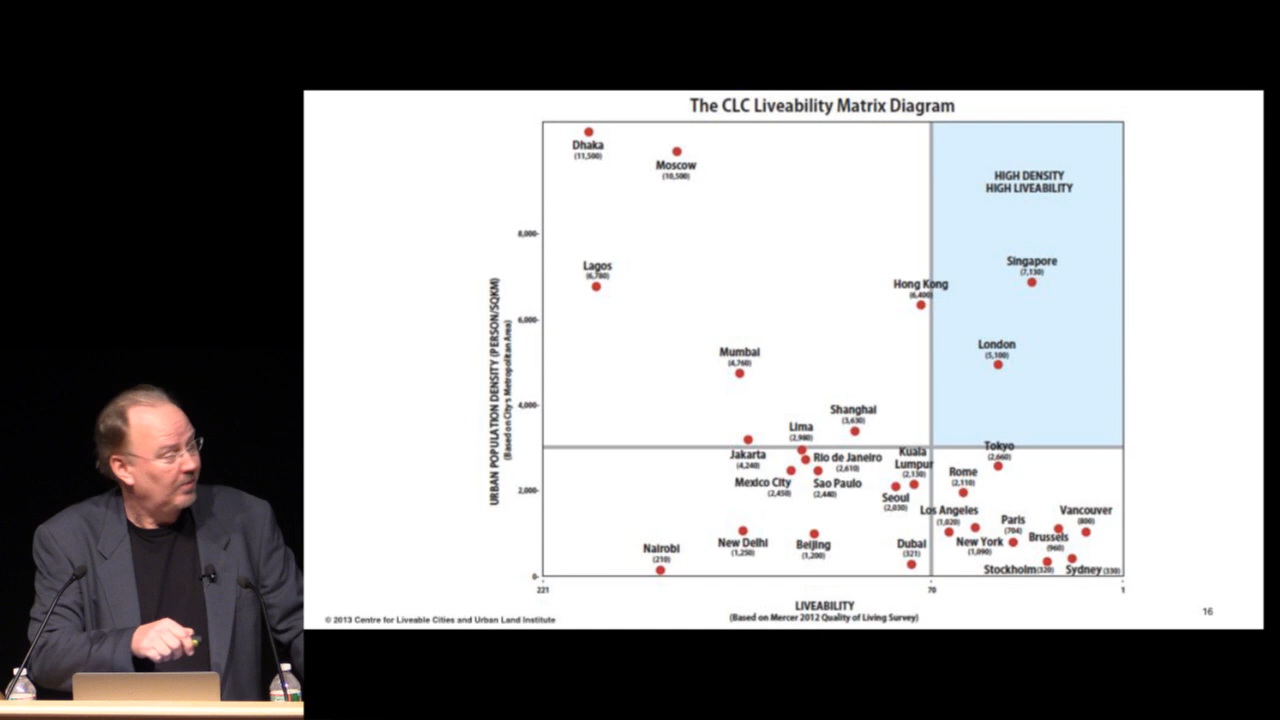 The CLC Liveability Matrix Diagram
Dhaka
(11,500)
Moscow
(10,500)
HIGH DENSITY
HIGH LIVEABILITY
8,000-
Lagos
(6,780)
Singapore
(7,130)
Hong Kong
(6,400)
URBAN POPULATION DENSITY (PERSON/SQKM)
(Based on City's Metropolitan Area)
6,000-
London
(5,100)
Mumbai
(4,760)
4,000-
Shanghai
(3,630)
Lima
(2,980)
Jakarta
(4,240)
Rio de Janeiro
(2,610)
Kuala
Lumpur
(2,130)
Tokyo
(2,660)
Rome
(2,110)
Mexico City
(2,450)
Sao Paulo
(2,440)
2,000-
Seoul
(2,030)
Los Angeles
(1,020)
Paris
(704)
Vancouver
(800)
New Delhi
(1,250)
Beijing
(1,200)
Dubai
(321)
New York
(1,090)
Brussels
(960)
Nairobi
(210)
Stockholm(320)
Sydney(330)
0-
221
70
1
LIVEABILITY
(Based on Mercer 2012 Quality of Living Survey)
© 2013 Centre for Liveable Cities and Urban Land Institute
16